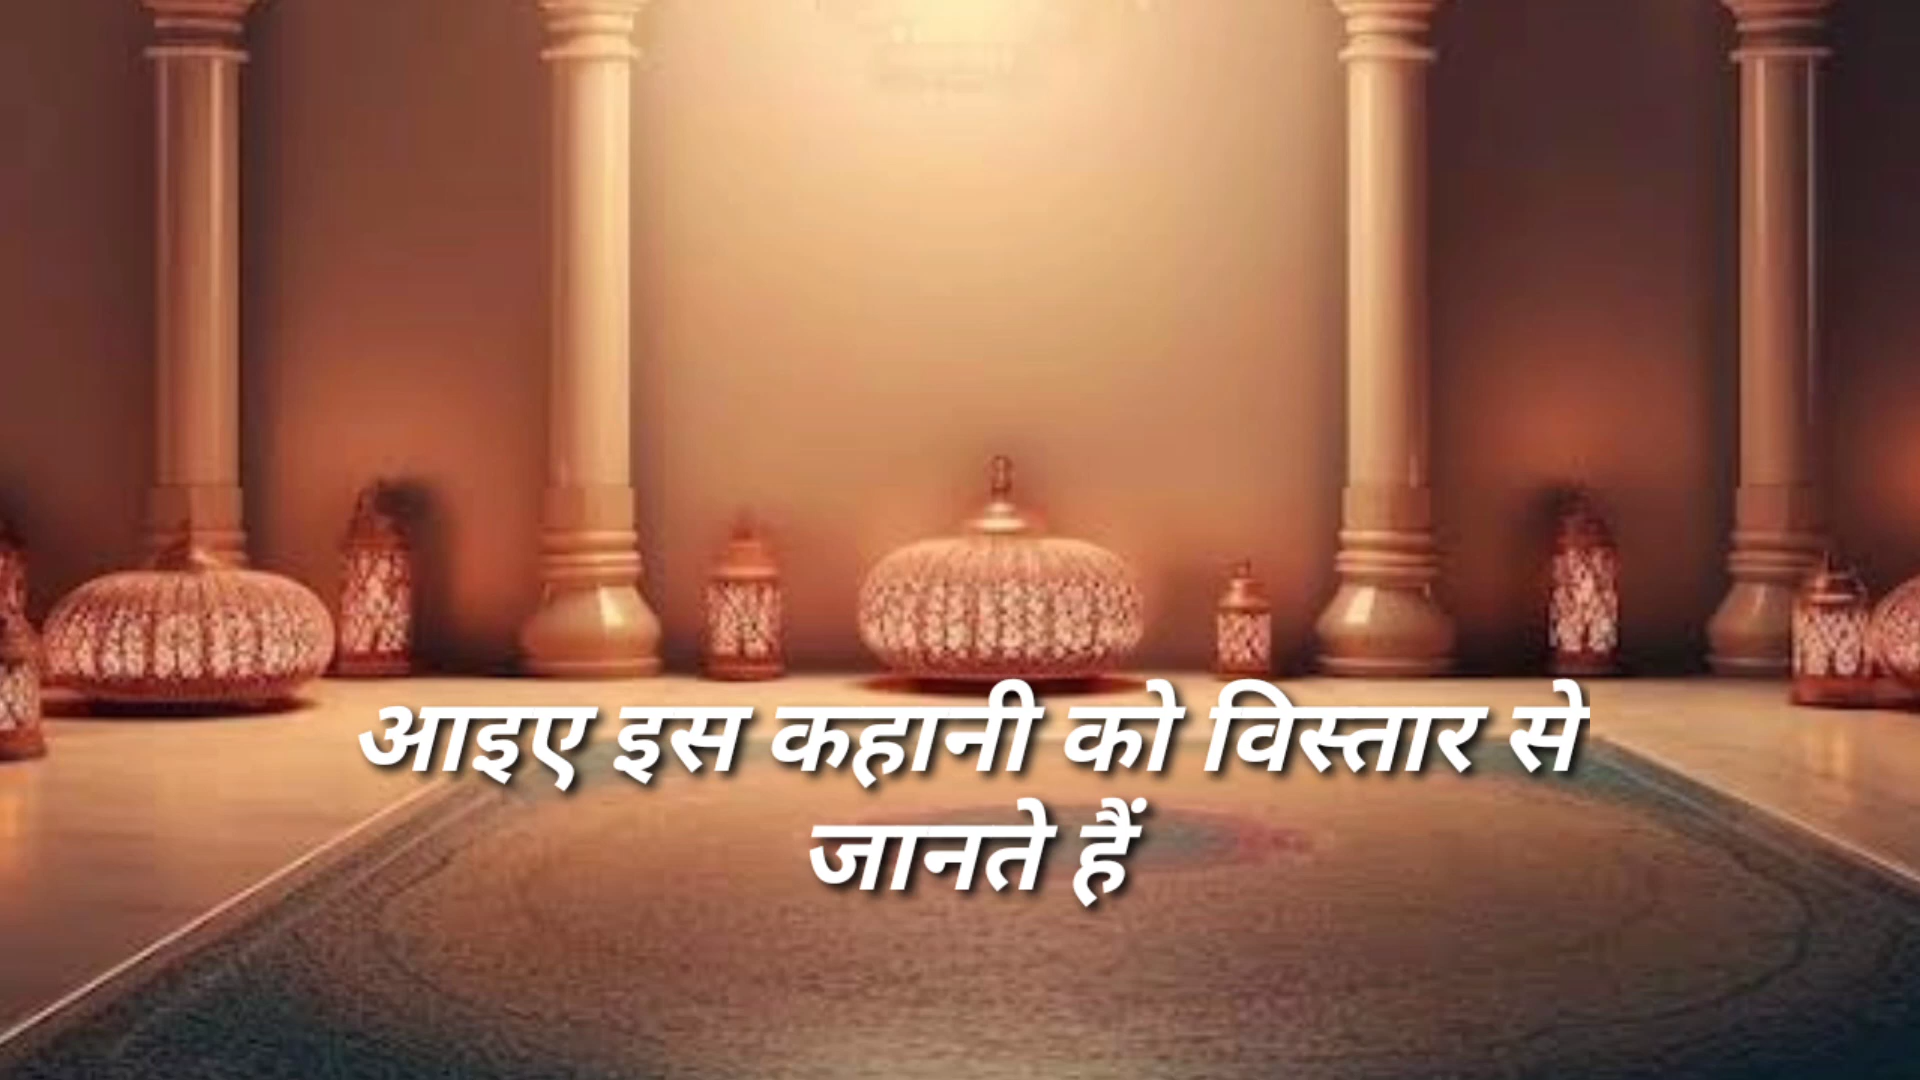 आइए इस कहानी को विस्तार से
जानते हैं